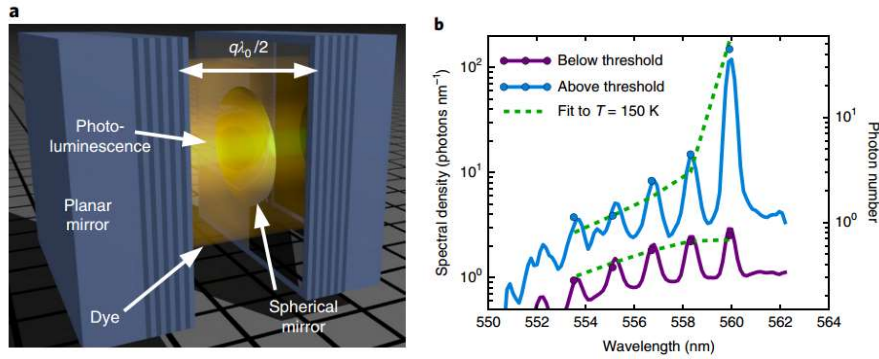 a
qλ₀/2
Photo-
luminescence
Planar
mirror
Dye
Spherical
mirror
b
Below threshold
Above threshold
Fit to T = 150 K
Spectral density (photons nm⁻¹)
10²
10¹
10⁰
Photon number
10¹
10⁰
550 552 554 556 558 560 562 564
Wavelength (nm)